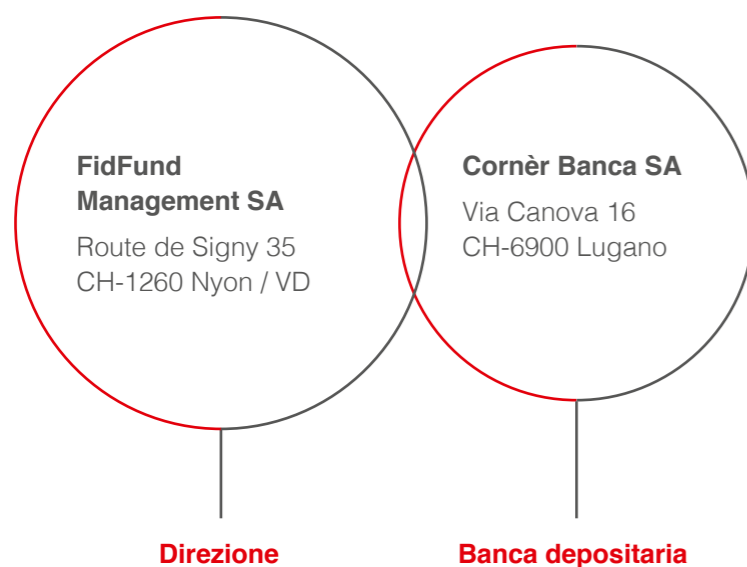 FidFund
Management SA
Route de Signy 35
CH-1260 Nyon / VD
Cornèr Banca SA
Via Canova 16
CH-6900 Lugano
Direzione
Banca depositaria